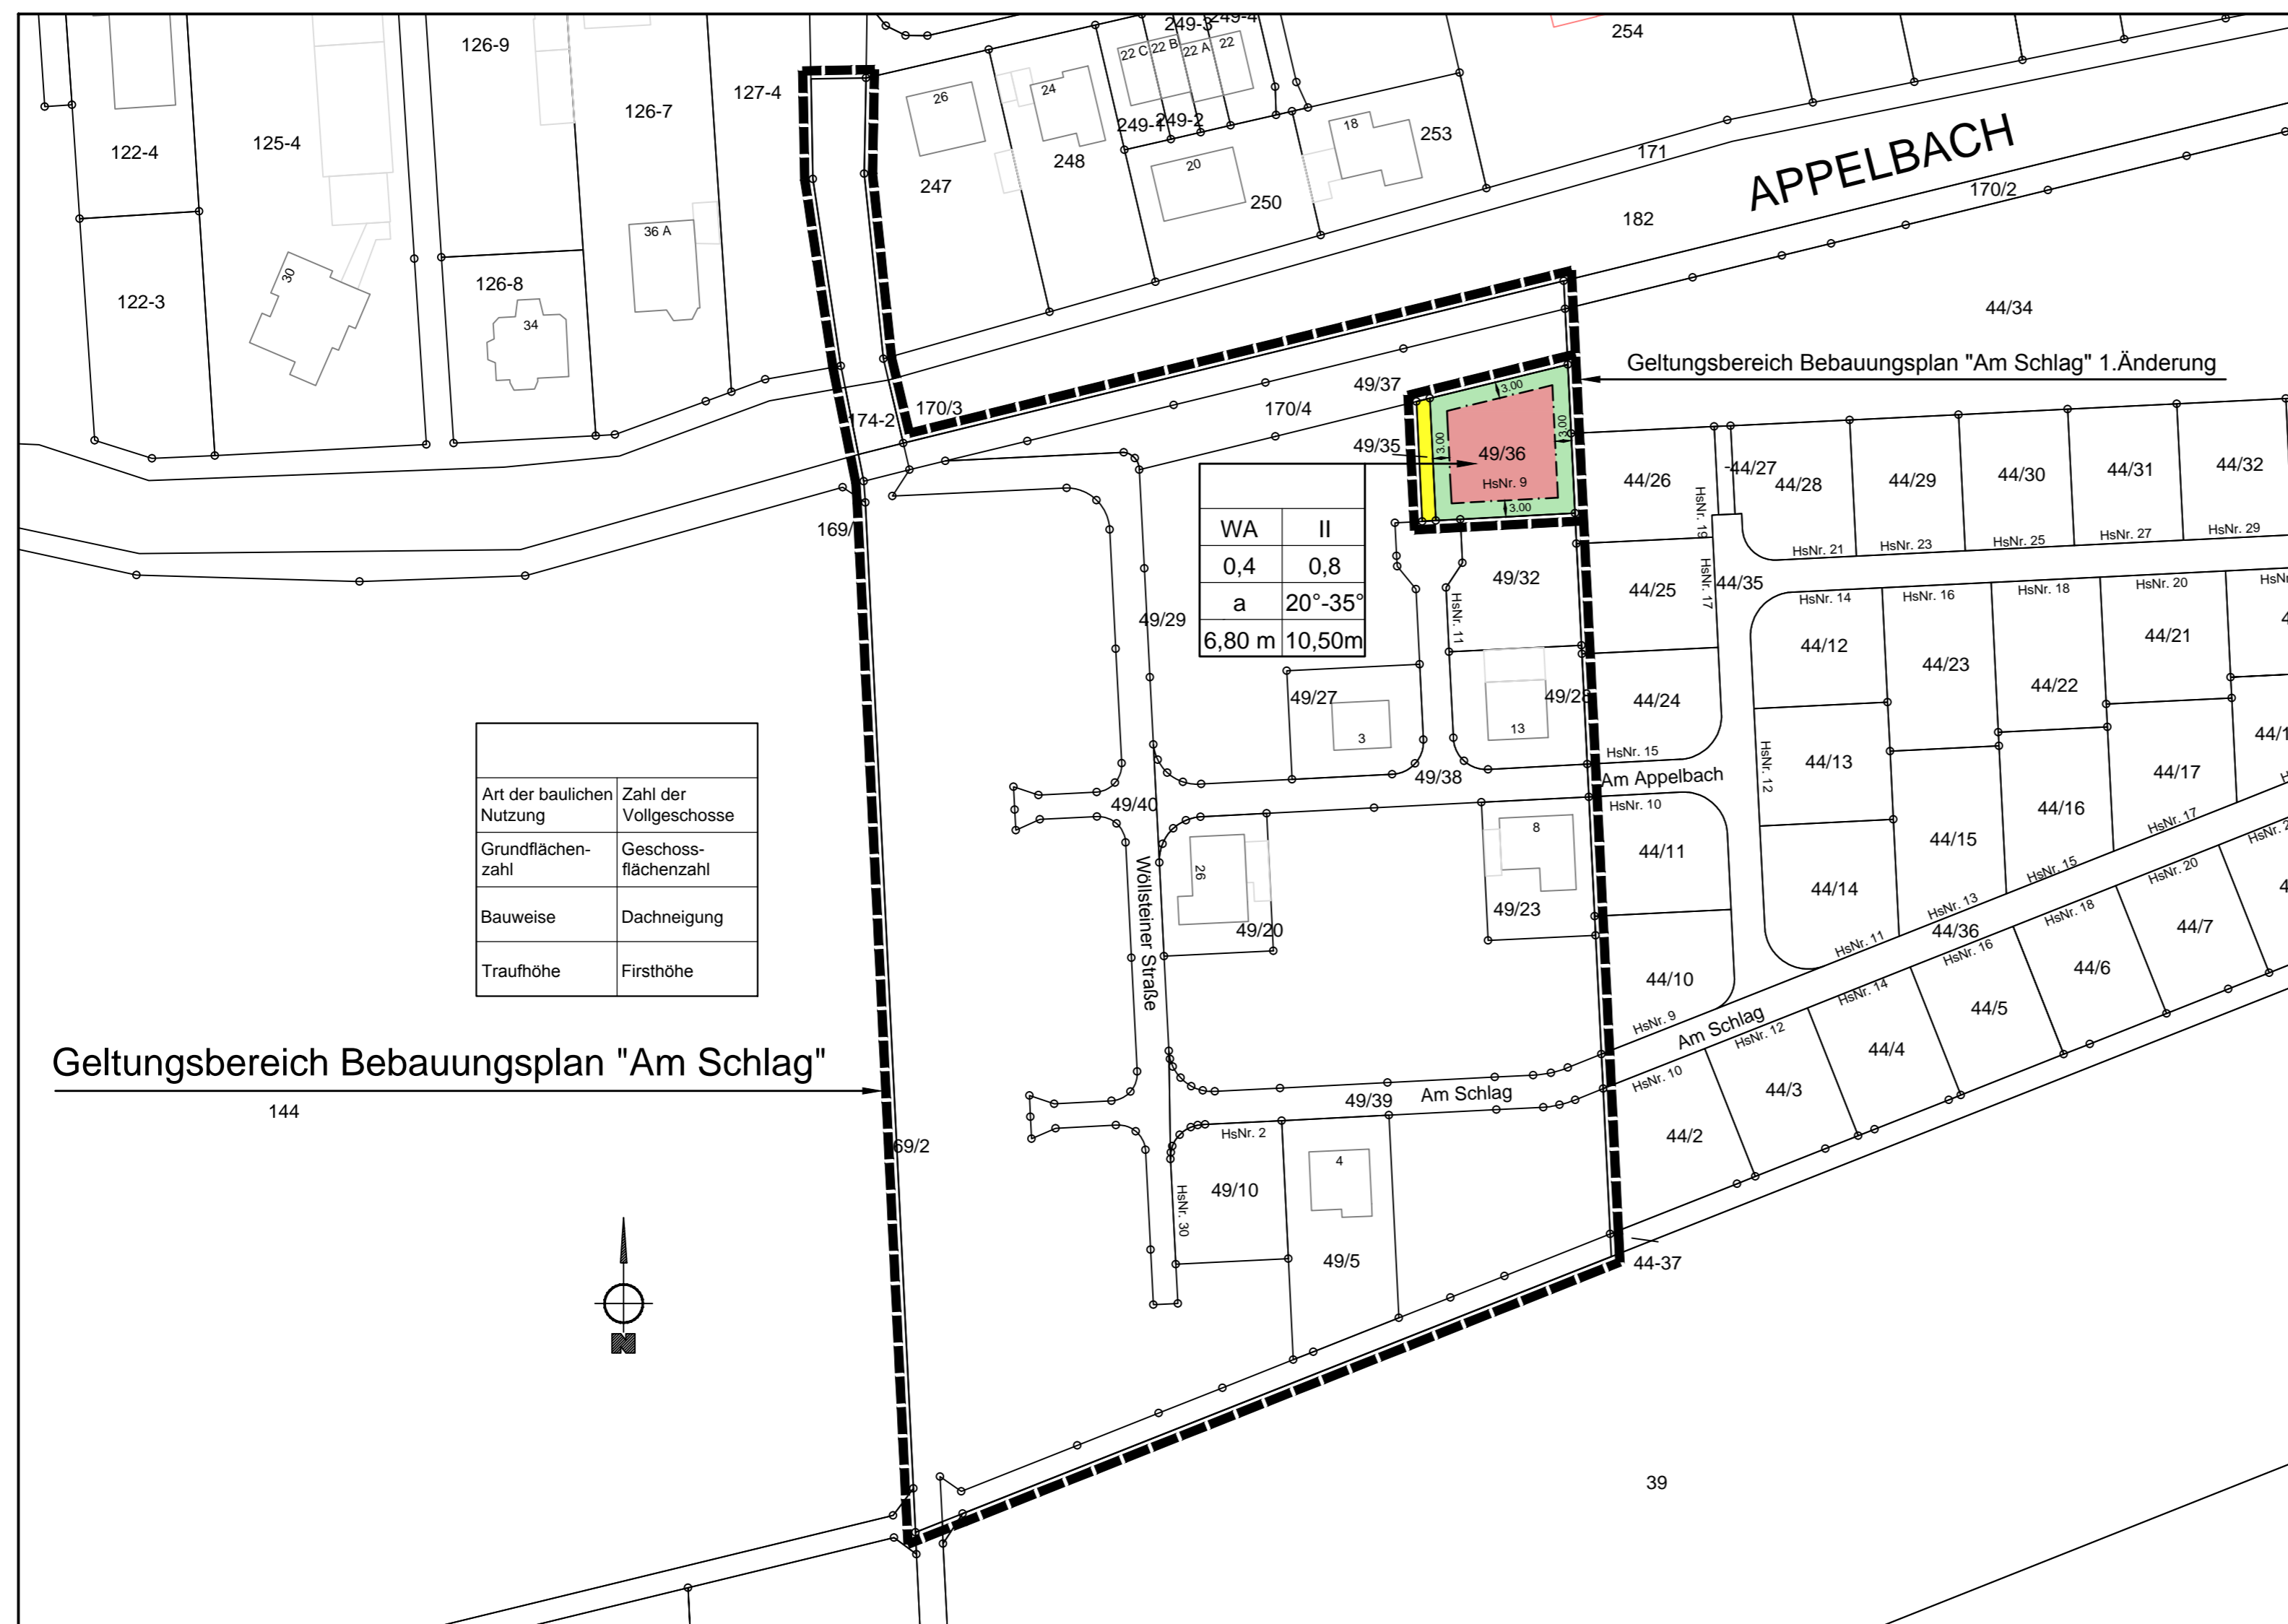 126-9
126-7
127-4
122-4
125-4
122-3
126-8
36 A
30
34
26
24
22 C
22 B
22 A
22
249-3
249-4
249-1
249-2
247
248
20
250
18
253
254
171
182
APPELBACH
170/2
44/34
Geltungsbereich Bebauungsplan "Am Schlag" 1.Änderung
49/37
170/3
170/4
174-2
49/35
3.00
3.00
3.00
3.00
49/36
HsNr. 9
WA II
0,4 0,8
a 20°-35°
6,80 m 10,50m
169/
49/29
49/32
HsNr. 11
49/27
3
13
49/38
49/40
Wöllsteiner Straße
26
49/20
8
49/23
44/26
-44/27
44/28
44/29
44/30
44/31
44/32
HsNr. 19
HsNr. 21
HsNr. 23
HsNr. 25
HsNr. 27
HsNr. 29
44/25
HsNr. 17
44/35
HsNr. 14
HsNr. 16
HsNr. 18
HsNr. 20
44/12
44/23
44/22
44/21
44/24
HsNr. 15
Am Appelbach
HsNr. 10
HsNr. 12
44/13
44/17
44/16
44/15
44/11
44/14
44/10
HsNr. 9
HsNr. 11
HsNr. 13
HsNr. 15
HsNr. 17
44/36
Am Schlag
HsNr. 10
HsNr. 12
HsNr. 14
HsNr. 16
HsNr. 18
HsNr. 20
44/2
44/3
44/4
44/5
44/6
44/7
Art der baulichen Nutzung Zahl der Vollgeschosse
Grundflächen-
zahl
Geschoss-
flächenzahl
Bauweise Dachneigung
Traufhöhe Firsthöhe
Geltungsbereich Bebauungsplan "Am Schlag"
144
69/2
49/39
Am Schlag
HsNr. 2
49/10
HsNr. 30
4
49/5
44-37
39
N